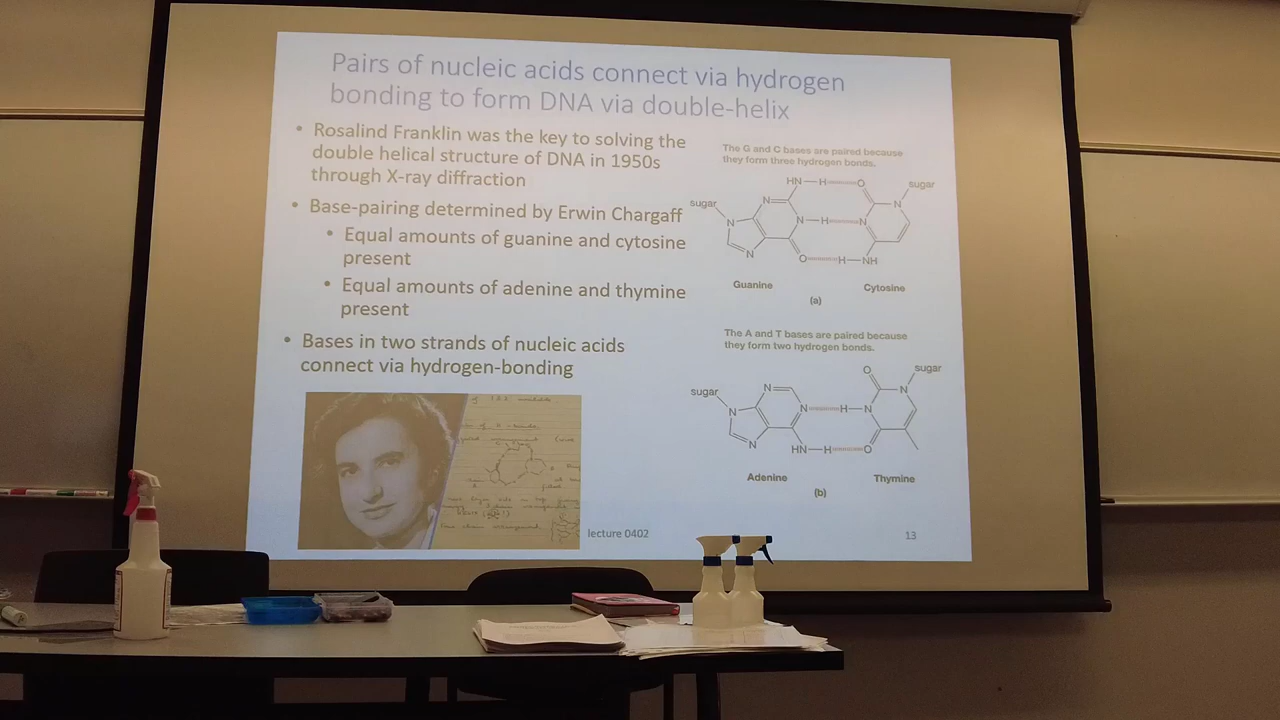 Pairs of nucleic acids connect via hydrogen
bonding to form DNA via double-helix
• Rosalind Franklin was the key to solving the
double helical structure of DNA in 1950s
through X-ray diffraction
• Base-pairing determined by Erwin Chargaff
• Equal amounts of guanine and cytosine
present
• Equal amounts of adenine and thymine
present
• Bases in two strands of nucleic acids
connect via hydrogen-bonding
The G and C bases are paired because
they form three hydrogen bonds.
HN H O sugar
sugar N N
N N H N
N
O H NH
Guanine Cytosine
(a)
The A and T bases are paired because
they form two hydrogen bonds.
O sugar
sugar N N
N N H N
N HN H O
Adenine Thymine
(b)
lecture 0402
13